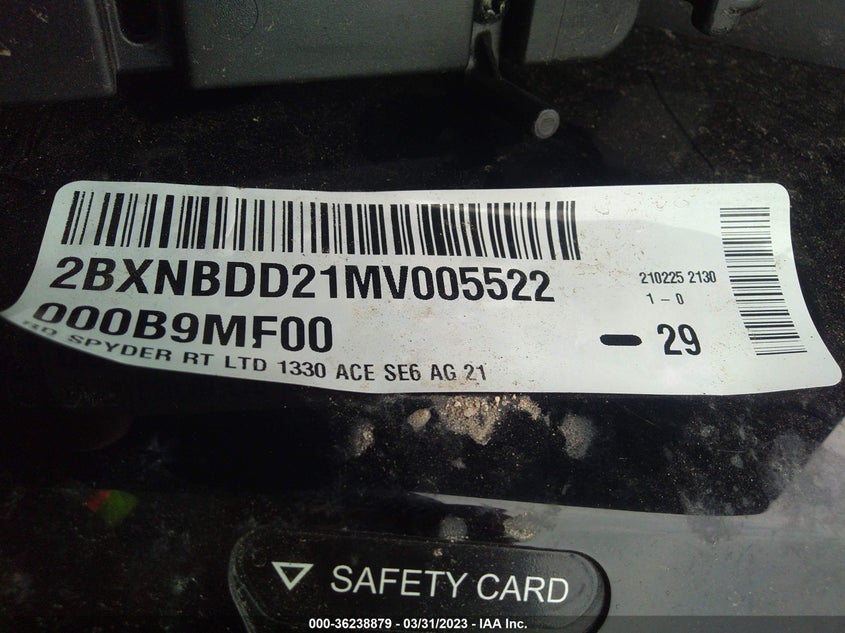 2BXNBDD21MV005522
210225 2130
1 - 0
000B9MF00
- 29
RD SPYDER RT LTD 1330 ACE SE6 AG 21
SAFETY CARD
000-36238879 - 03/31/2023 - IAA Inc.